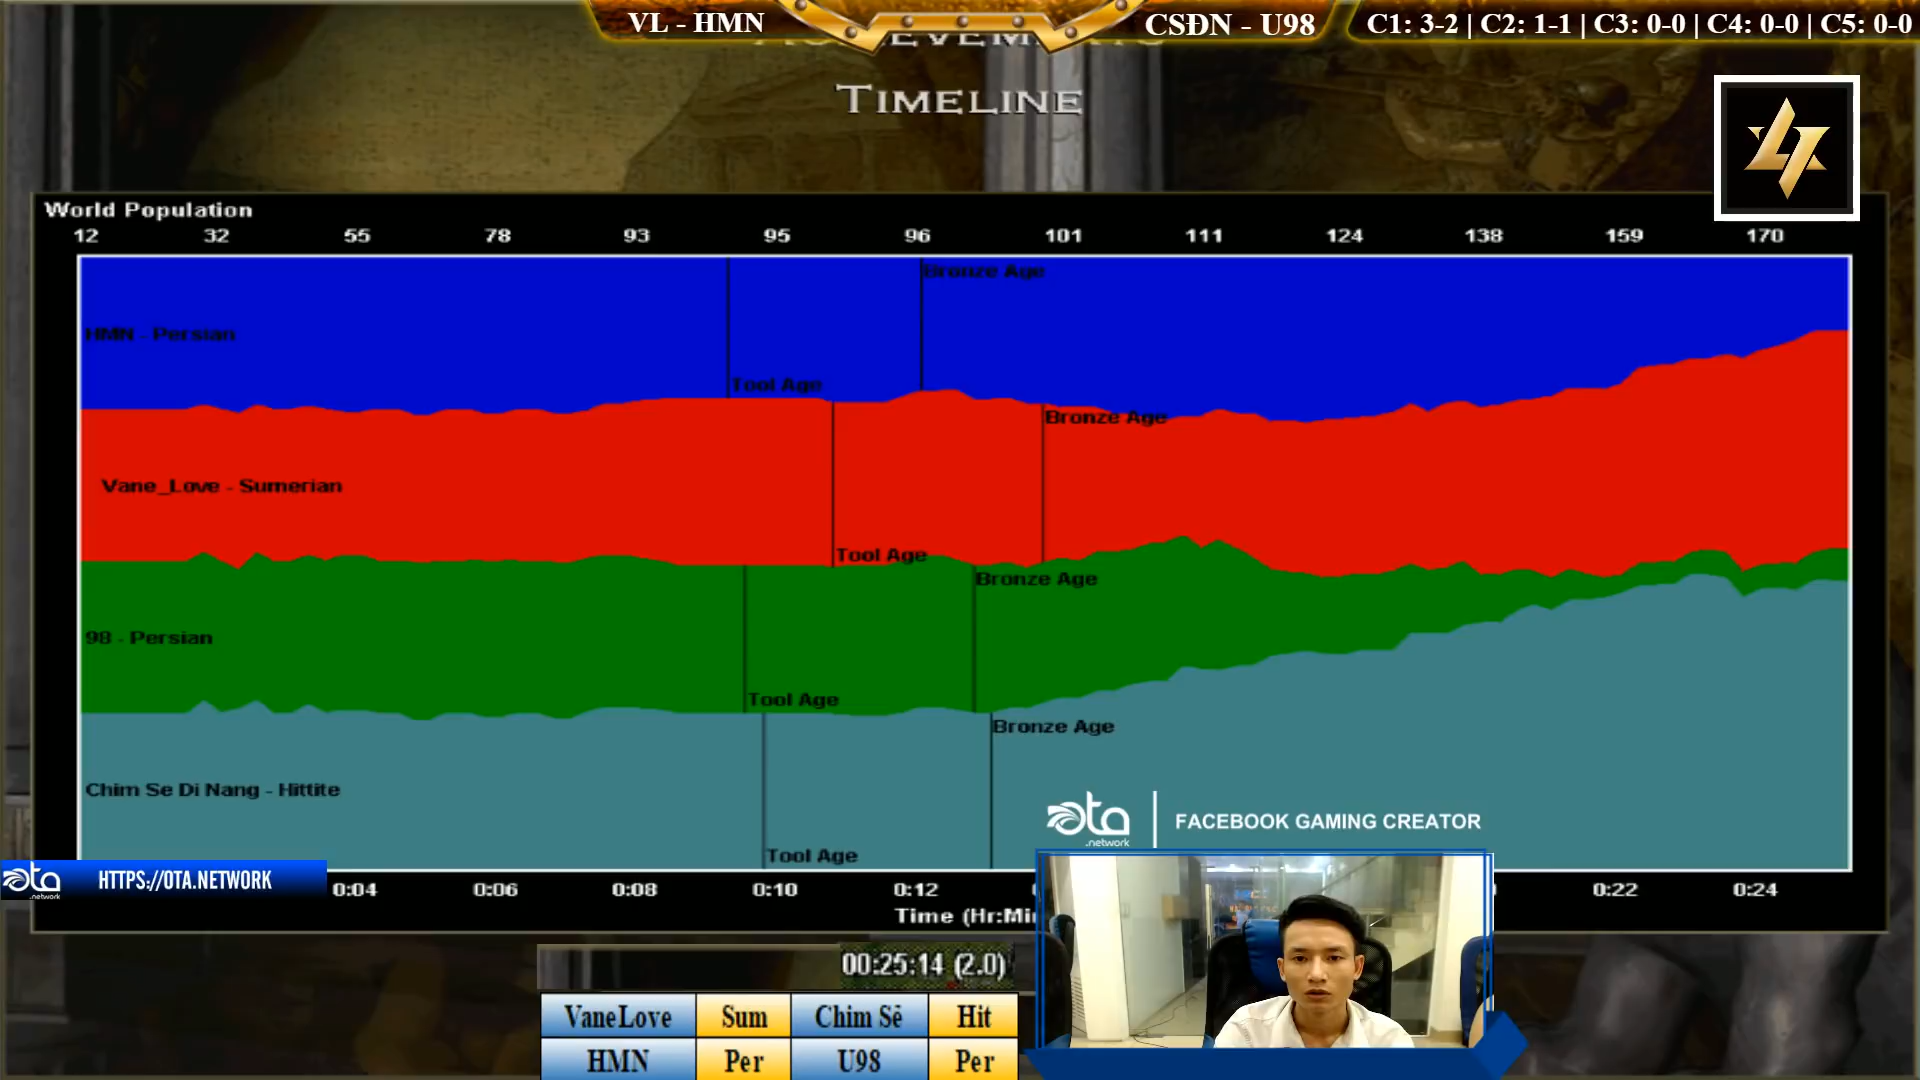 VL - HMN
CSĐN - U98
C1: 3-2 | C2: 1-1 | C3: 0-0 | C4: 0-0 | C5: 0-0
TIMELINE
World Population
12 32 55 78 93 95 96 101 111 124 138 159 170
Bronze Age
HMN - Persian
Tool Age
Bronze Age
Vane_Love - Sumerian
Tool Age
Bronze Age
98 - Persian
Tool Age
Bronze Age
Chim Se Di Nang - Hittite
ota
.network
FACEBOOK GAMING CREATOR
Tool Age
ota
.network
HTTPS://OTA.NETWORK
0:04 0:06 0:08 0:10 0:12 0:22 0:24
Time (Hr:Min
00:25:14 (2.0)
VaneLove Sum Chim Sẻ Hit
HMN Per U98 Per